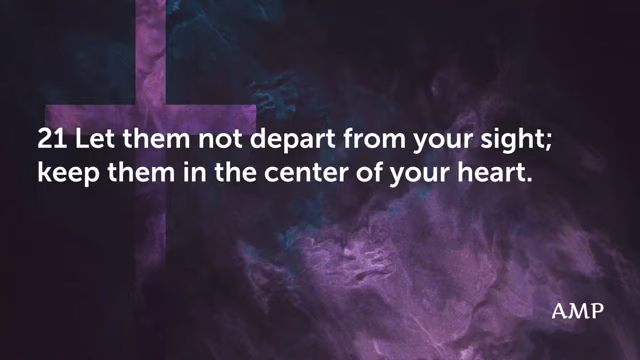 21 Let them not depart from your sight;
keep them in the center of your heart.
AMP